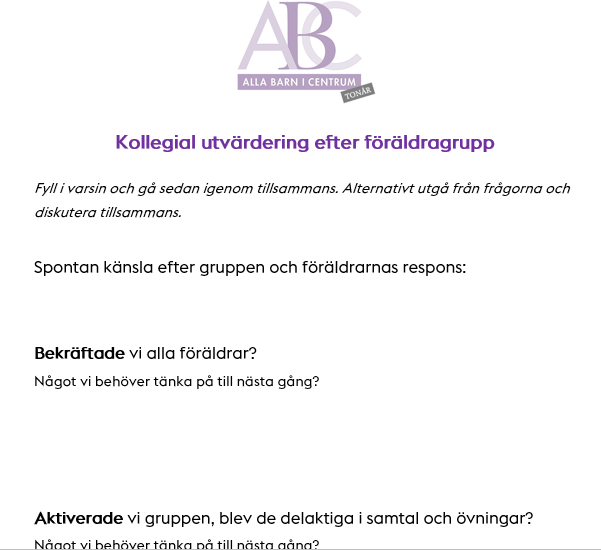 ABC
ALLA BARN I CENTRUM
TONÅR
Kollegial utvärdering efter föräldragrupp
Fyll i varsin och gå sedan igenom tillsammans. Alternativt utgå från frågorna och
diskutera tillsammans.
Spontan känsla efter gruppen och föräldrarnas respons:
Bekräftade vi alla föräldrar?
Något vi behöver tänka på till nästa gång?
Aktiverade vi gruppen, blev de delaktiga i samtal och övningar?
Något vi behöver tänka på till nästa gång?